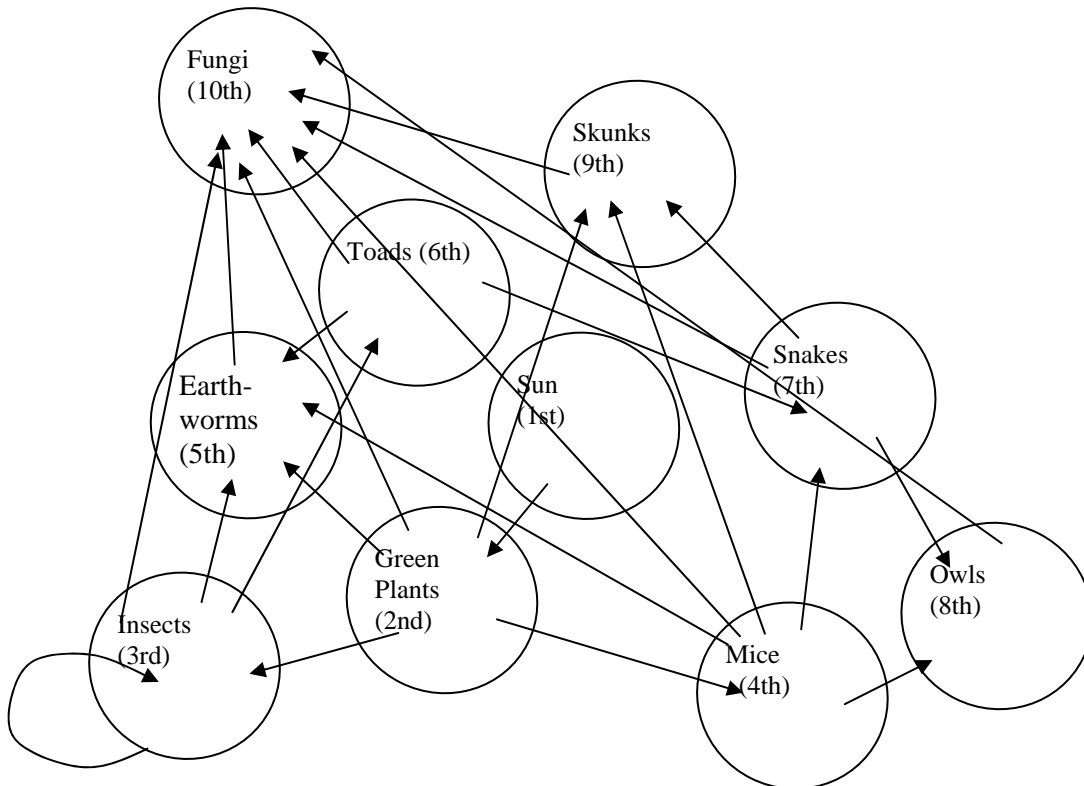 Fungi
(10th)
Skunks
(9th)
Toads (6th)
Snakes
(7th)
Sun
(1st)
Earth-
worms
(5th)
Green
Plants
(2nd)
Owls
(8th)
Insects
(3rd)
Mice
(4th)